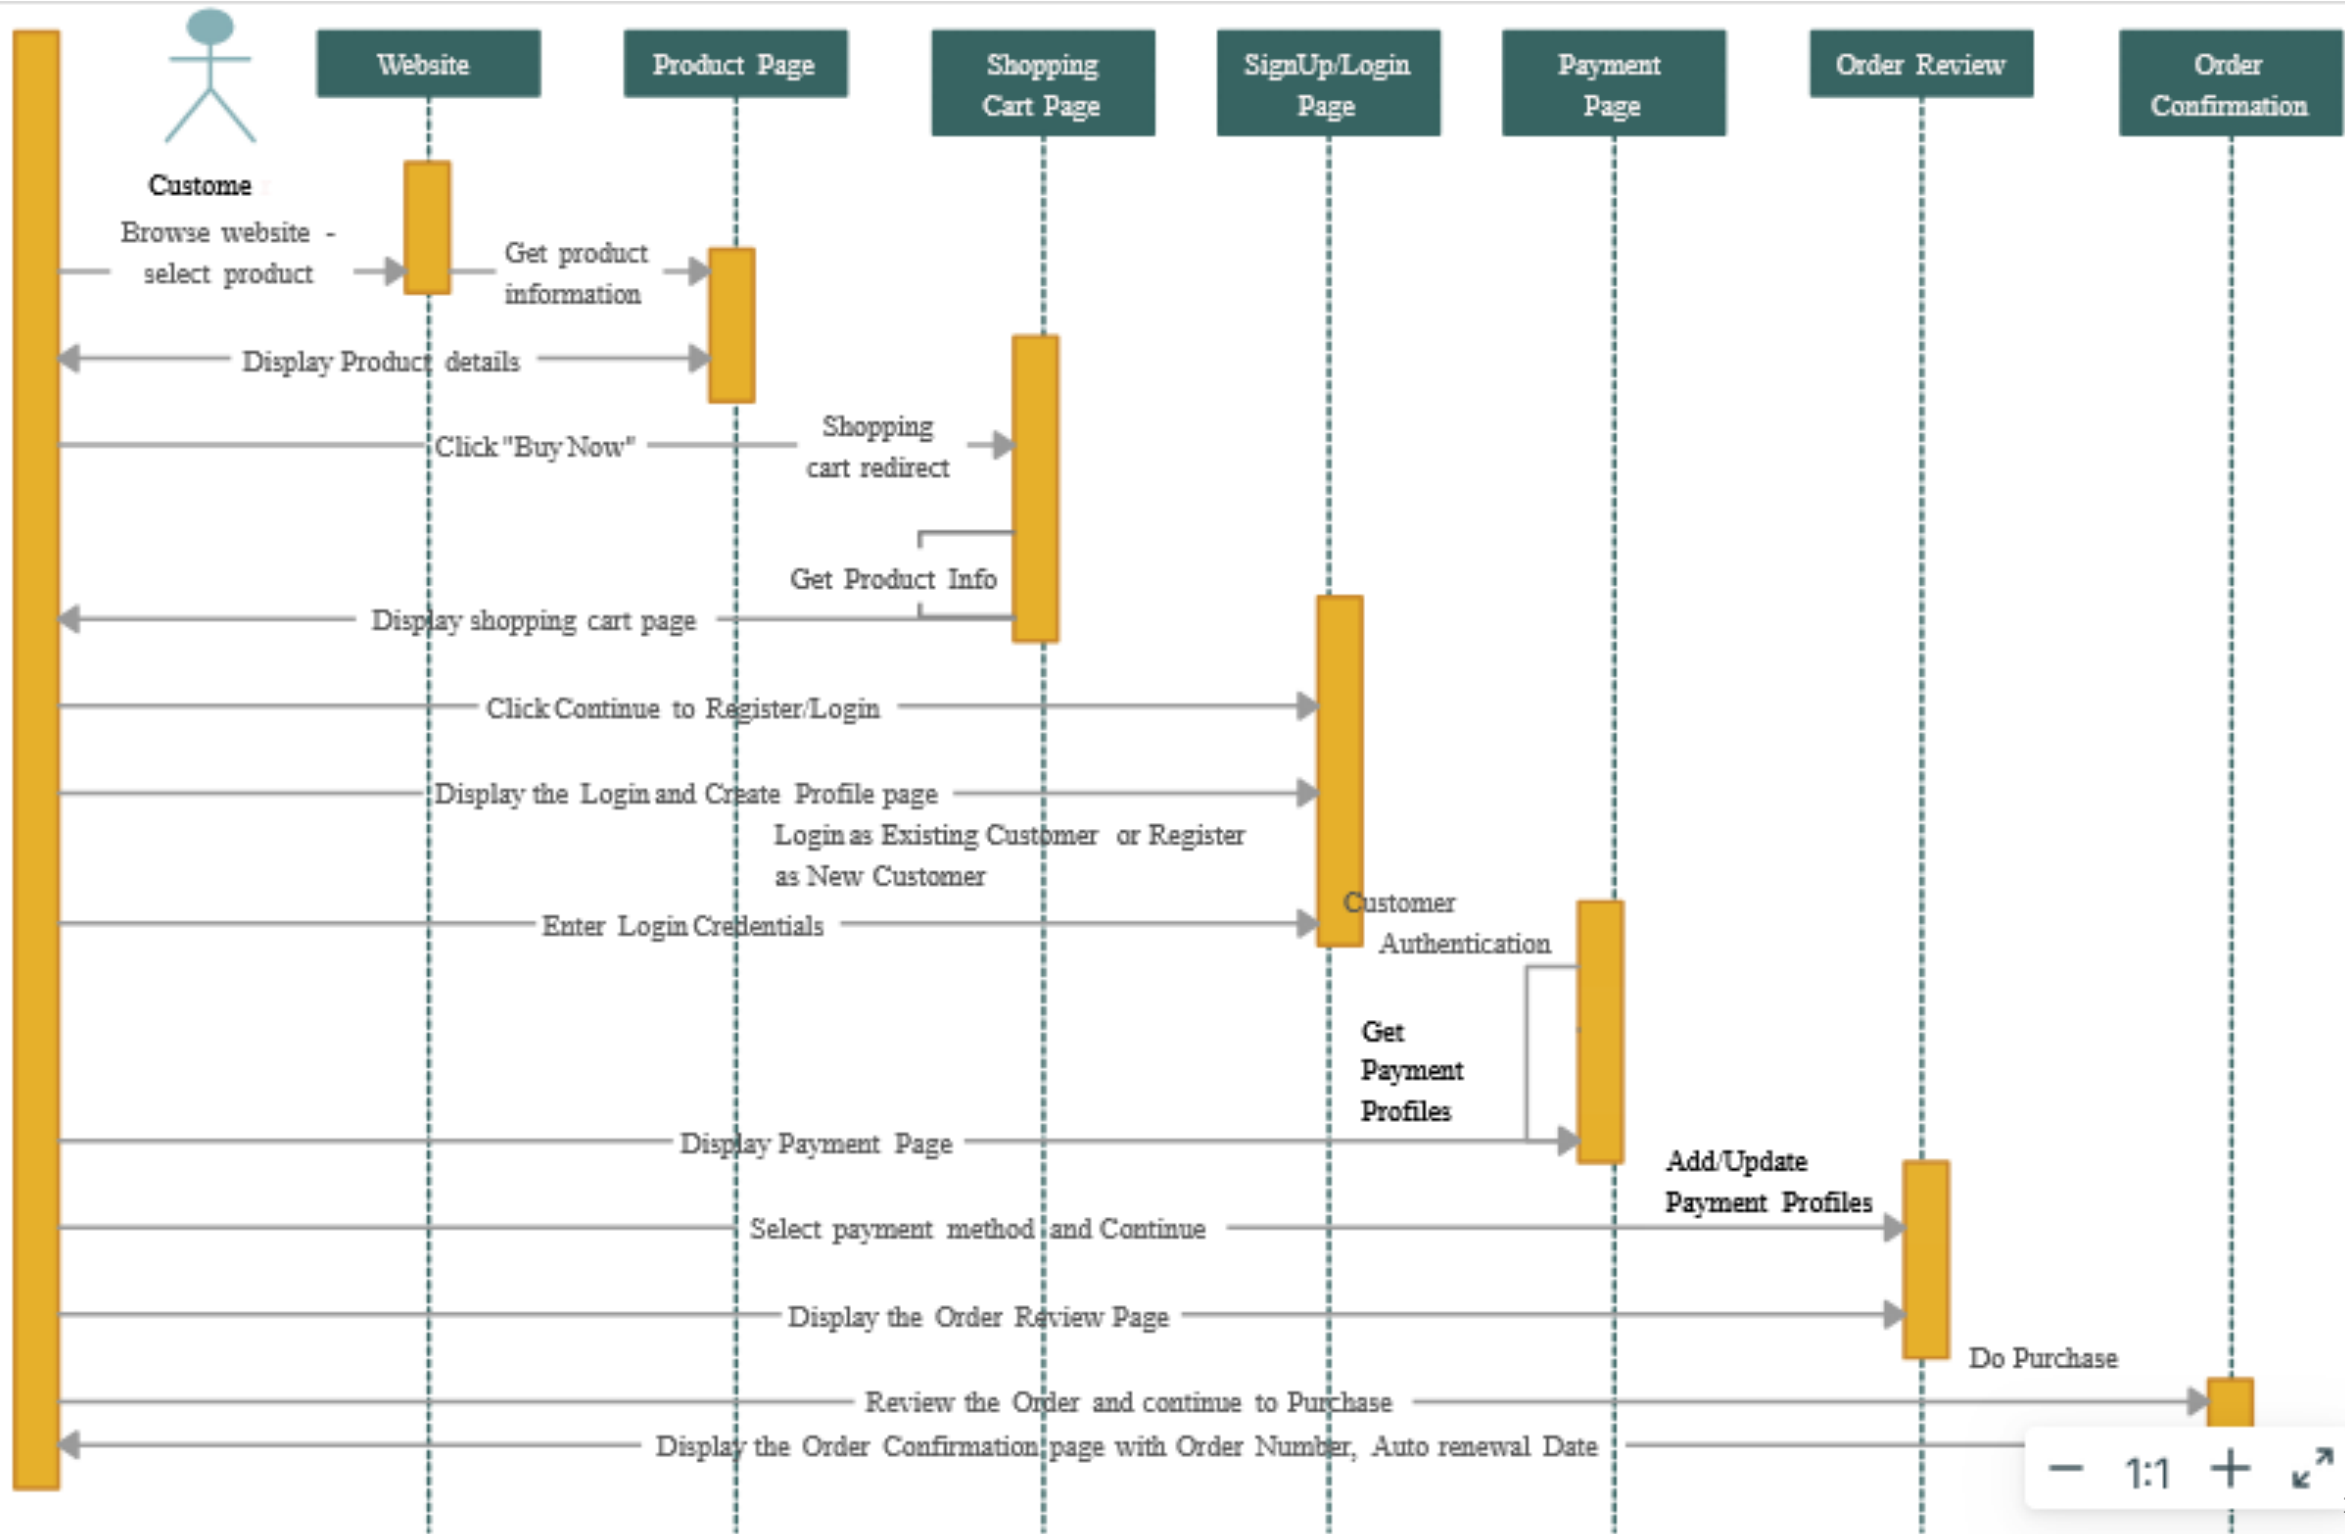 Website
Product Page
Shopping
Cart Page
SignUp/Login
Page
Payment
Page
Order Review
Order
Confirmation
Custome r
Browse website -
select product
Get product
information
Display Product details
Click "Buy Now"
Shopping
cart redirect
Get Product Info
Display shopping cart page
Click Continue to Register/Login
Display the Login and Create Profile page
Login as Existing Customer or Register
as New Customer
Enter Login Credentials
Customer
Authentication
Get
Payment
Profiles
Display Payment Page
Add/Update
Payment Profiles
Select payment method and Continue
Display the Order Review Page
Do Purchase
Review the Order and continue to Purchase
Display the Order Confirmation page with Order Number, Auto renewal Date
1:1